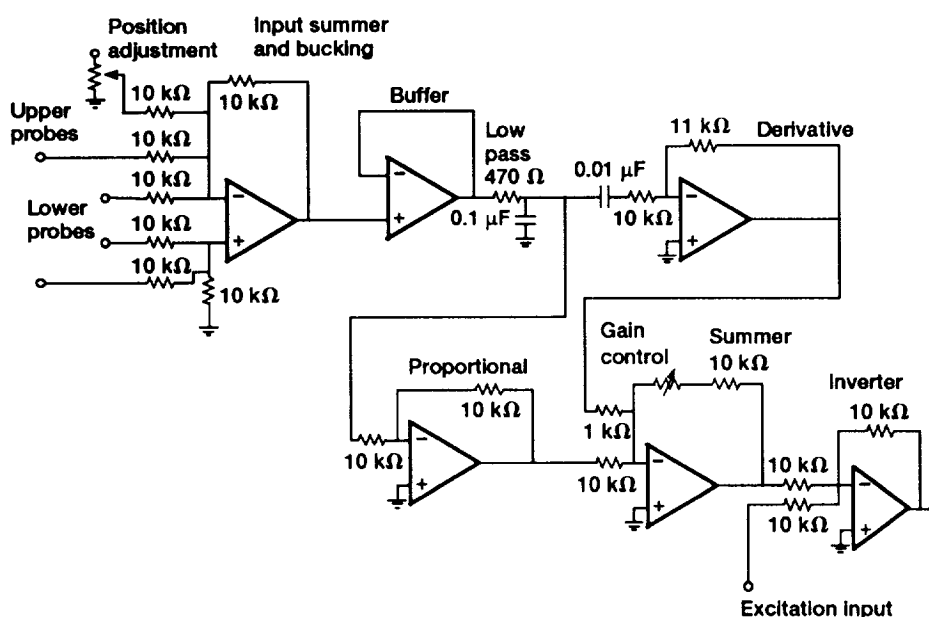 Position
adjustment
Input summer
and bucking
10 kΩ
10 kΩ
Upper
probes
10 kΩ
10 kΩ
Lower
probes
10 kΩ
10 kΩ
10 kΩ
−
+
Buffer
−
+
Low
pass
470 Ω
0.1 μF
0.01 μF
10 kΩ
11 kΩ
Derivative
−
+
Proportional
10 kΩ
10 kΩ
−
+
Gain
control
Summer
10 kΩ
1 kΩ
10 kΩ
−
+
Inverter
10 kΩ
10 kΩ
10 kΩ
−
+
Excitation input